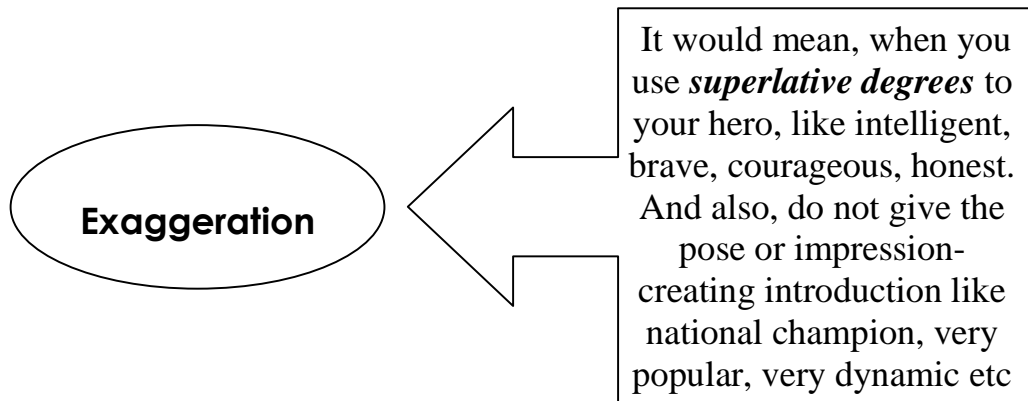 Exaggeration
It would mean, when you
use superlative degrees to
your hero, like intelligent,
brave, courageous, honest.
And also, do not give the
pose or impression-
creating introduction like
national champion, very
popular, very dynamic etc